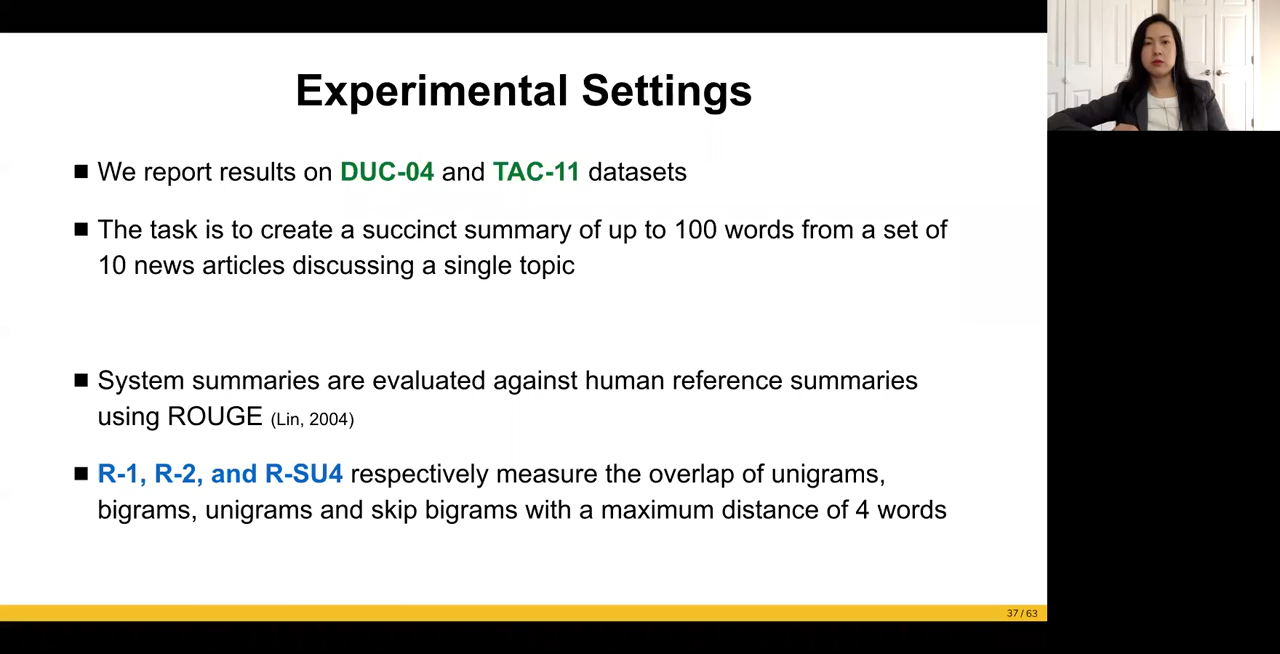 Experimental Settings
■ We report results on DUC-04 and TAC-11 datasets
■ The task is to create a succinct summary of up to 100 words from a set of
10 news articles discussing a single topic
■ System summaries are evaluated against human reference summaries
using ROUGE (Lin, 2004)
■ R-1, R-2, and R-SU4 respectively measure the overlap of unigrams,
bigrams, unigrams and skip bigrams with a maximum distance of 4 words
37 / 63